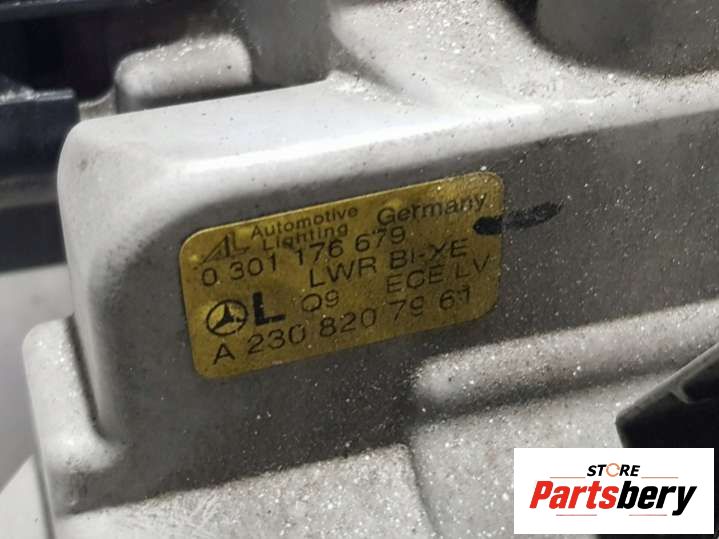 AL Automotive Lighting Germany
0 301 176 679
LWR BI-XE
L Q9 ECE LV
A 230 820 79 61
STORE
Partsbery